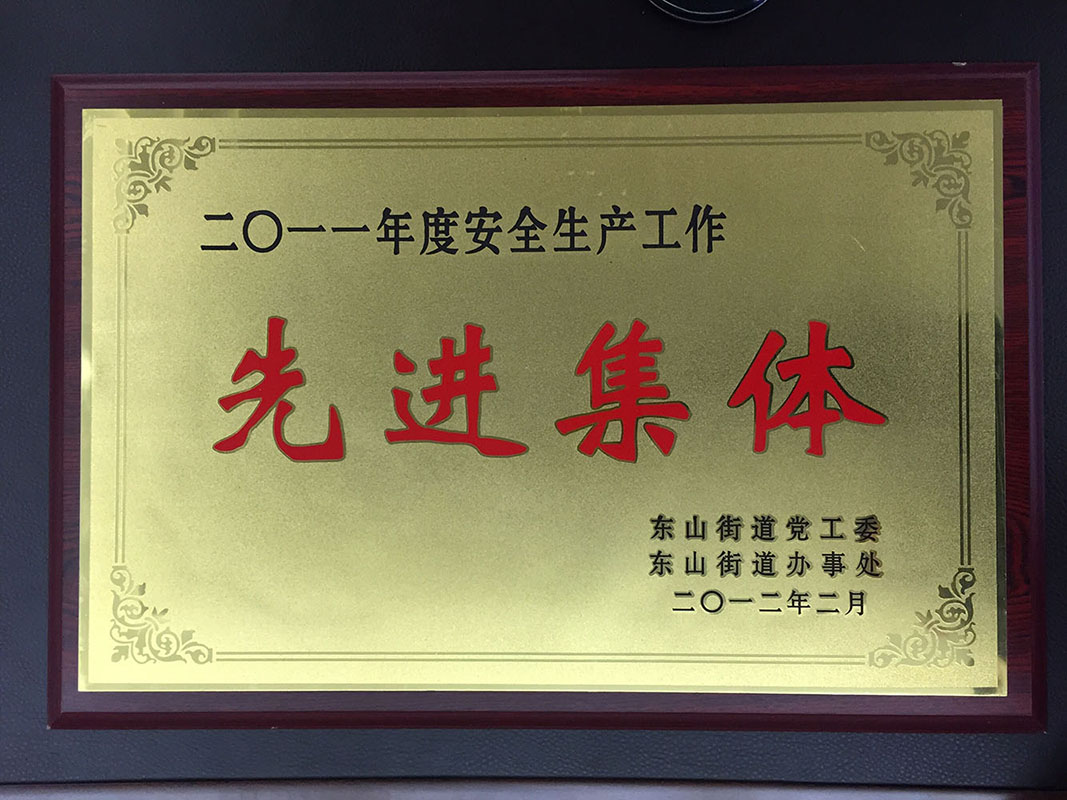 二〇一一年度安全生产工作
先进集体
东山街道党工委
东山街道办事处
二〇一二年二月